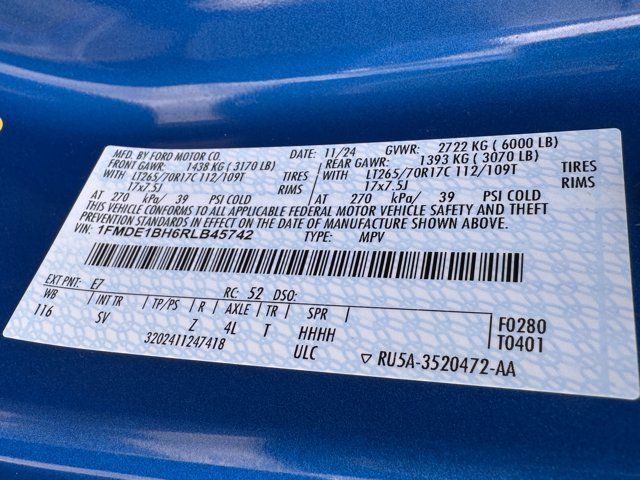 MFD. BY FORD MOTOR CO. DATE: 11/24 GVWR: 2722 KG ( 6000 LB)
FRONT GAWR: 1438 KG ( 3170 LB) REAR GAWR: 1393 KG ( 3070 LB)
WITH LT265/70R17C 112/109T TIRES WITH LT265/70R17C 112/109T TIRES
17x7.5J RIMS 17x7.5J RIMS
AT 270 kPa/ 39 PSI COLD AT 270 kPa/ 39 PSI COLD
THIS VEHICLE CONFORMS TO ALL APPLICABLE FEDERAL MOTOR VEHICLE SAFETY AND THEFT
PREVENTION STANDARDS IN EFFECT ON THE DATE OF MANUFACTURE SHOWN ABOVE.
VIN: 1FMDE1BH6RLB45742 TYPE: MPV
EXT PNT: E7 RC: 52 DSO:
WB INT TR TP/PS R AXLE TR SPR F0280
116 SV Z 4L T HHHH T0401
3202411247418 ULC ▽ RU5A-3520472-AA